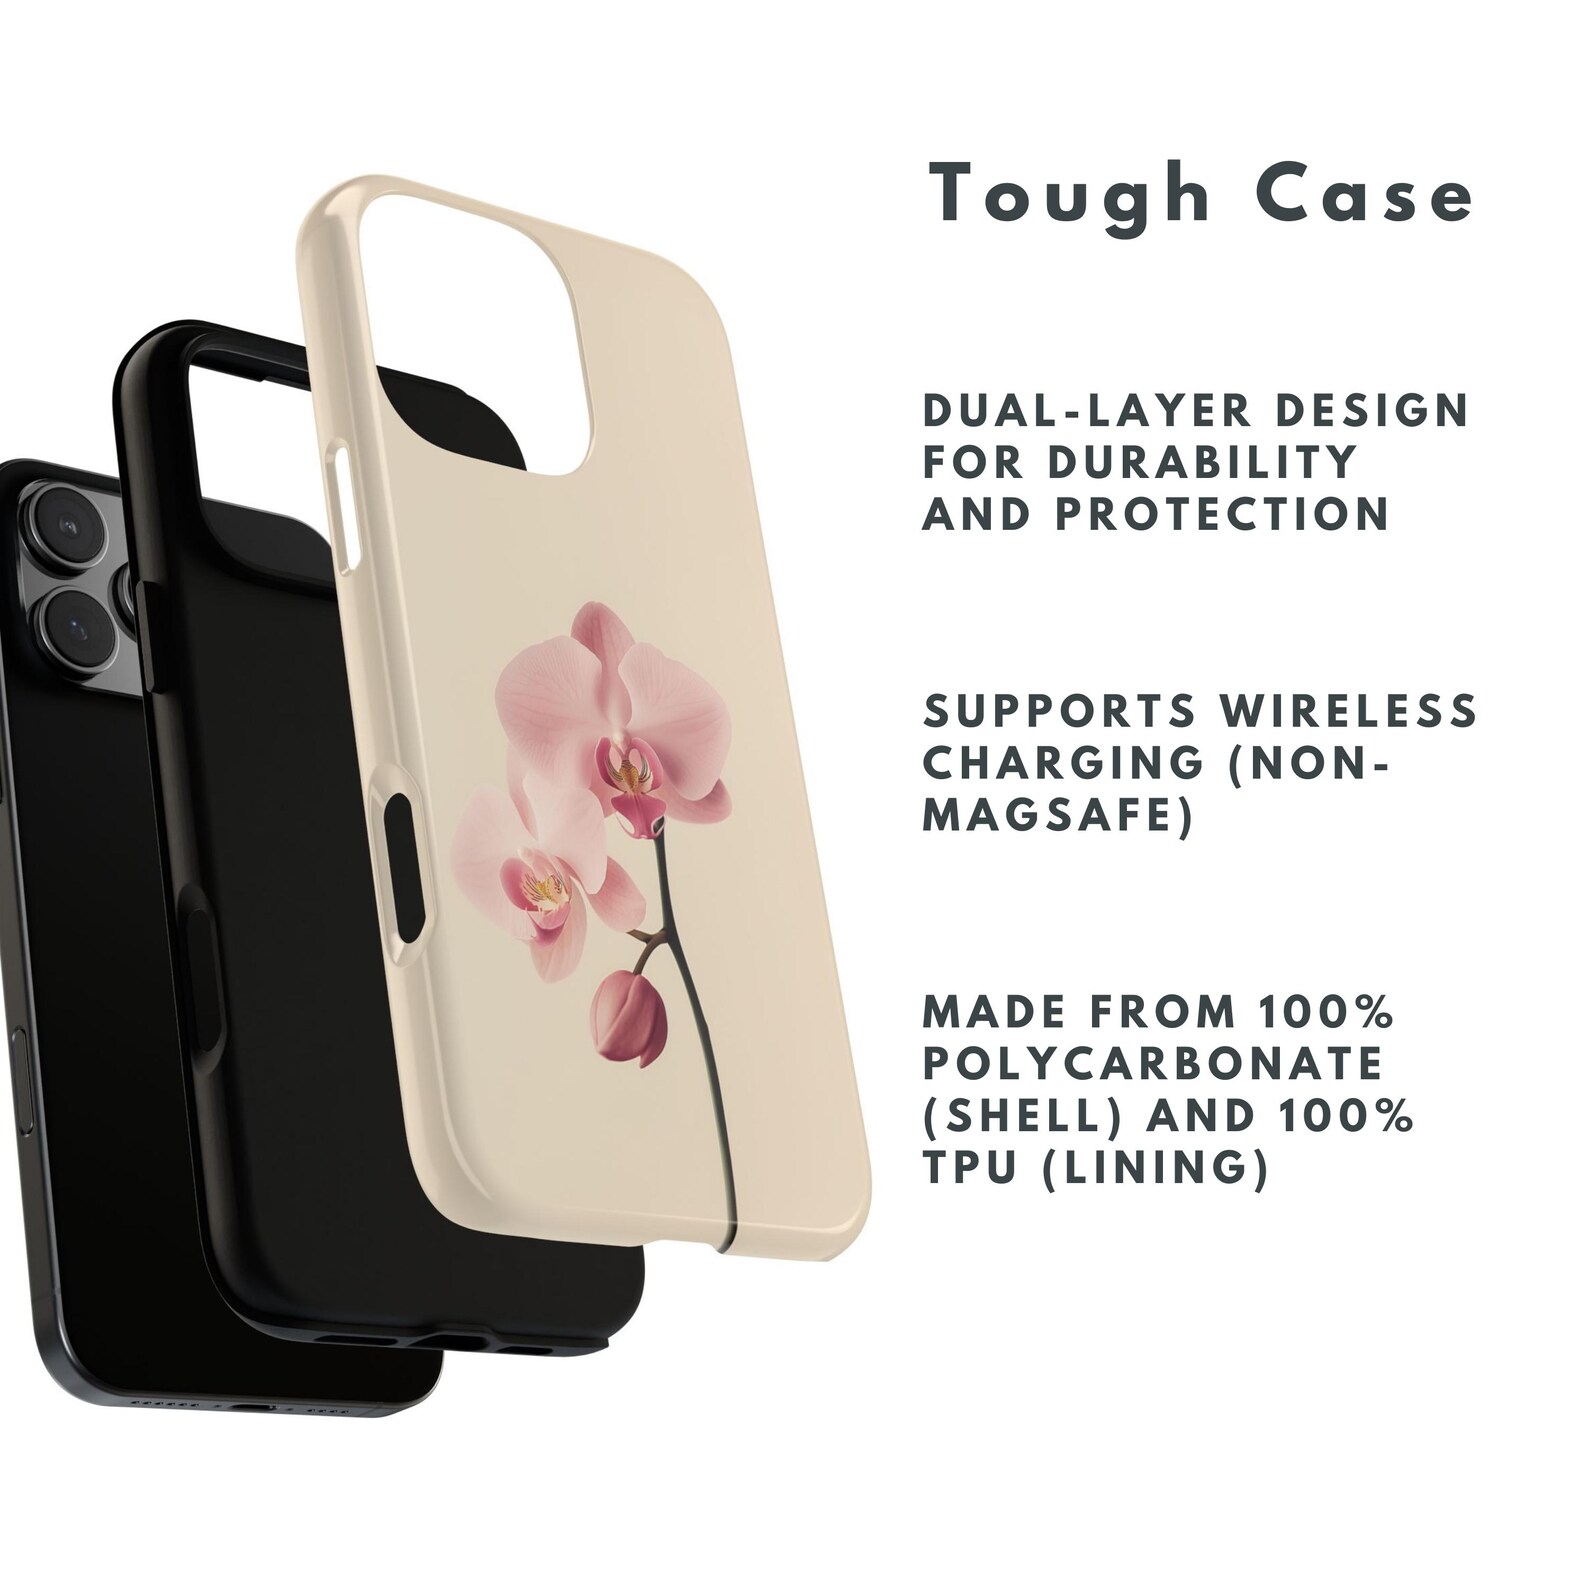 Tough Case
DUAL-LAYER DESIGN
FOR DURABILITY
AND PROTECTION
SUPPORTS WIRELESS
CHARGING (NON-
MAGSAFE)
MADE FROM 100%
POLYCARBONATE
(SHELL) AND 100%
TPU (LINING)